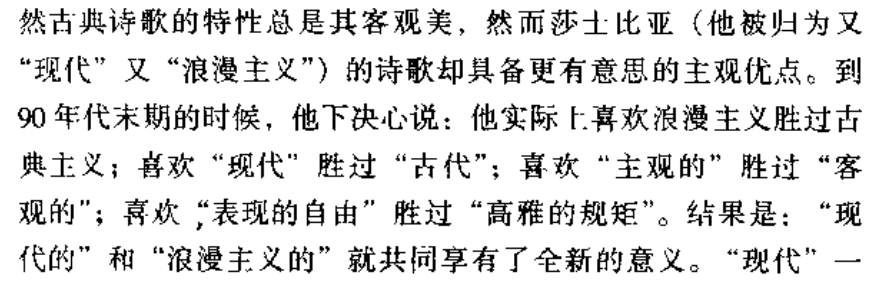 然古典诗歌的特性总是其客观美，然而莎士比亚（他被归为又
“现代”又“浪漫主义”）的诗歌却具备更有意思的主观优点。到
90年代末期的时候，他下决心说：他实际上喜欢浪漫主义胜过古
典主义；喜欢“现代”胜过“古代”；喜欢“主观的”胜过“客
观的”；喜欢“表现的自由”胜过“高雅的规矩”。结果是：“现
代的”和“浪漫主义的”就共同享有了全新的意义。“现代”一